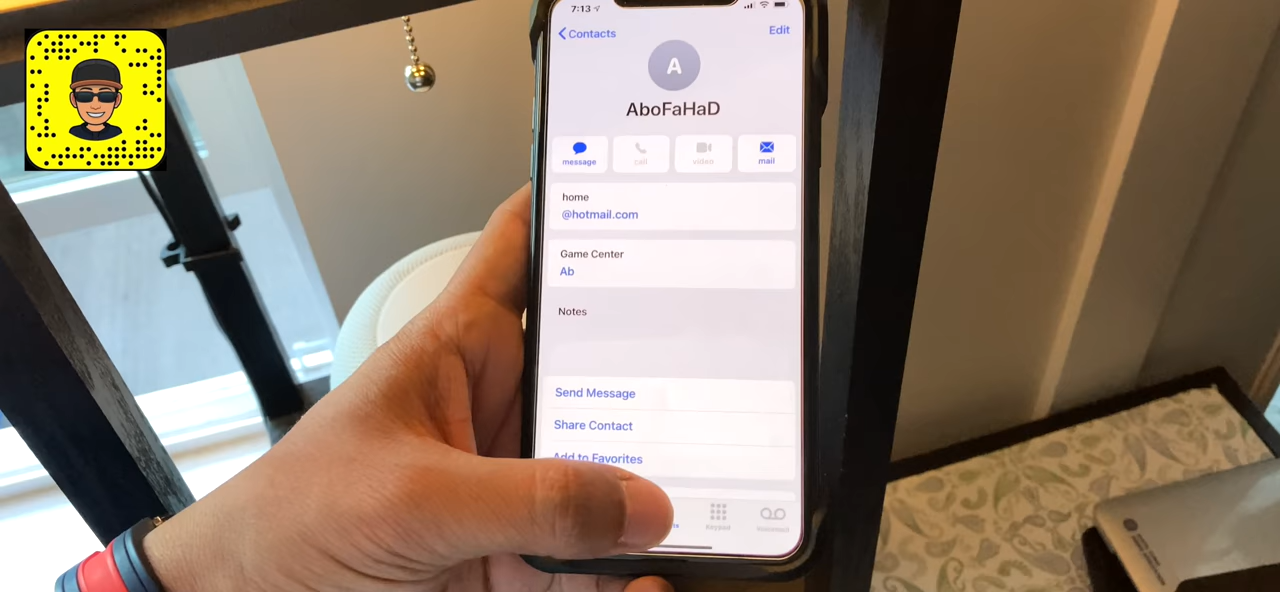 7:13
Contacts
Edit
A
AboFaHaD
message
call
video
mail
home
@hotmail.com
Game Center
Ab
Notes
Send Message
Share Contact
Add to Favorites
Keypad
Voicemail